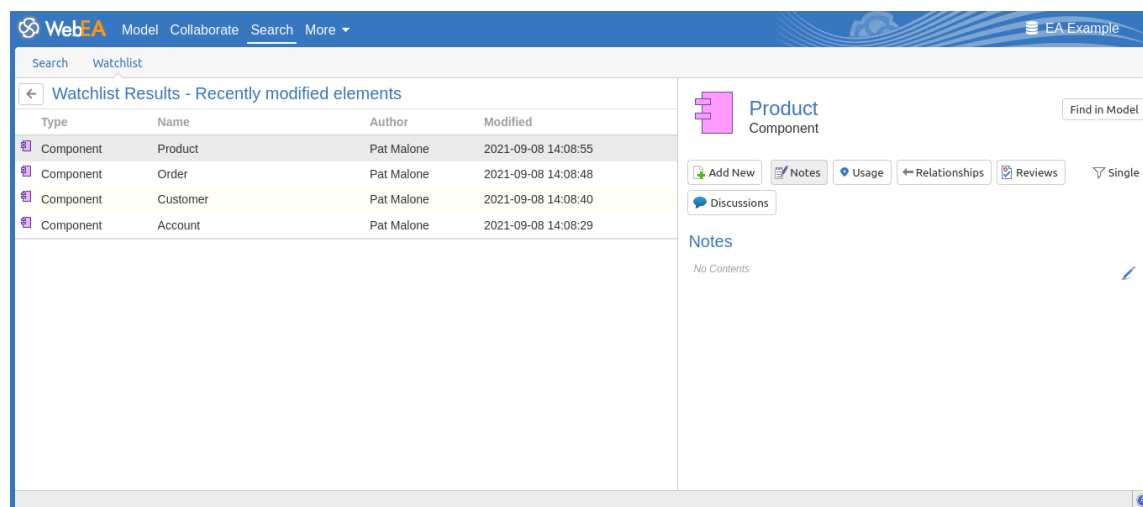 WebEA Model Collaborate Search More EA Example
Search Watchlist
Watchlist Results - Recently modified elements
Type Name Author Modified
Component Product Pat Malone 2021-09-08 14:08:55
Component Order Pat Malone 2021-09-08 14:08:48
Component Customer Pat Malone 2021-09-08 14:08:40
Component Account Pat Malone 2021-09-08 14:08:29
Product
Component
Find in Model
Add New Notes Usage Relationships Reviews Single
Discussions
Notes
No Contents